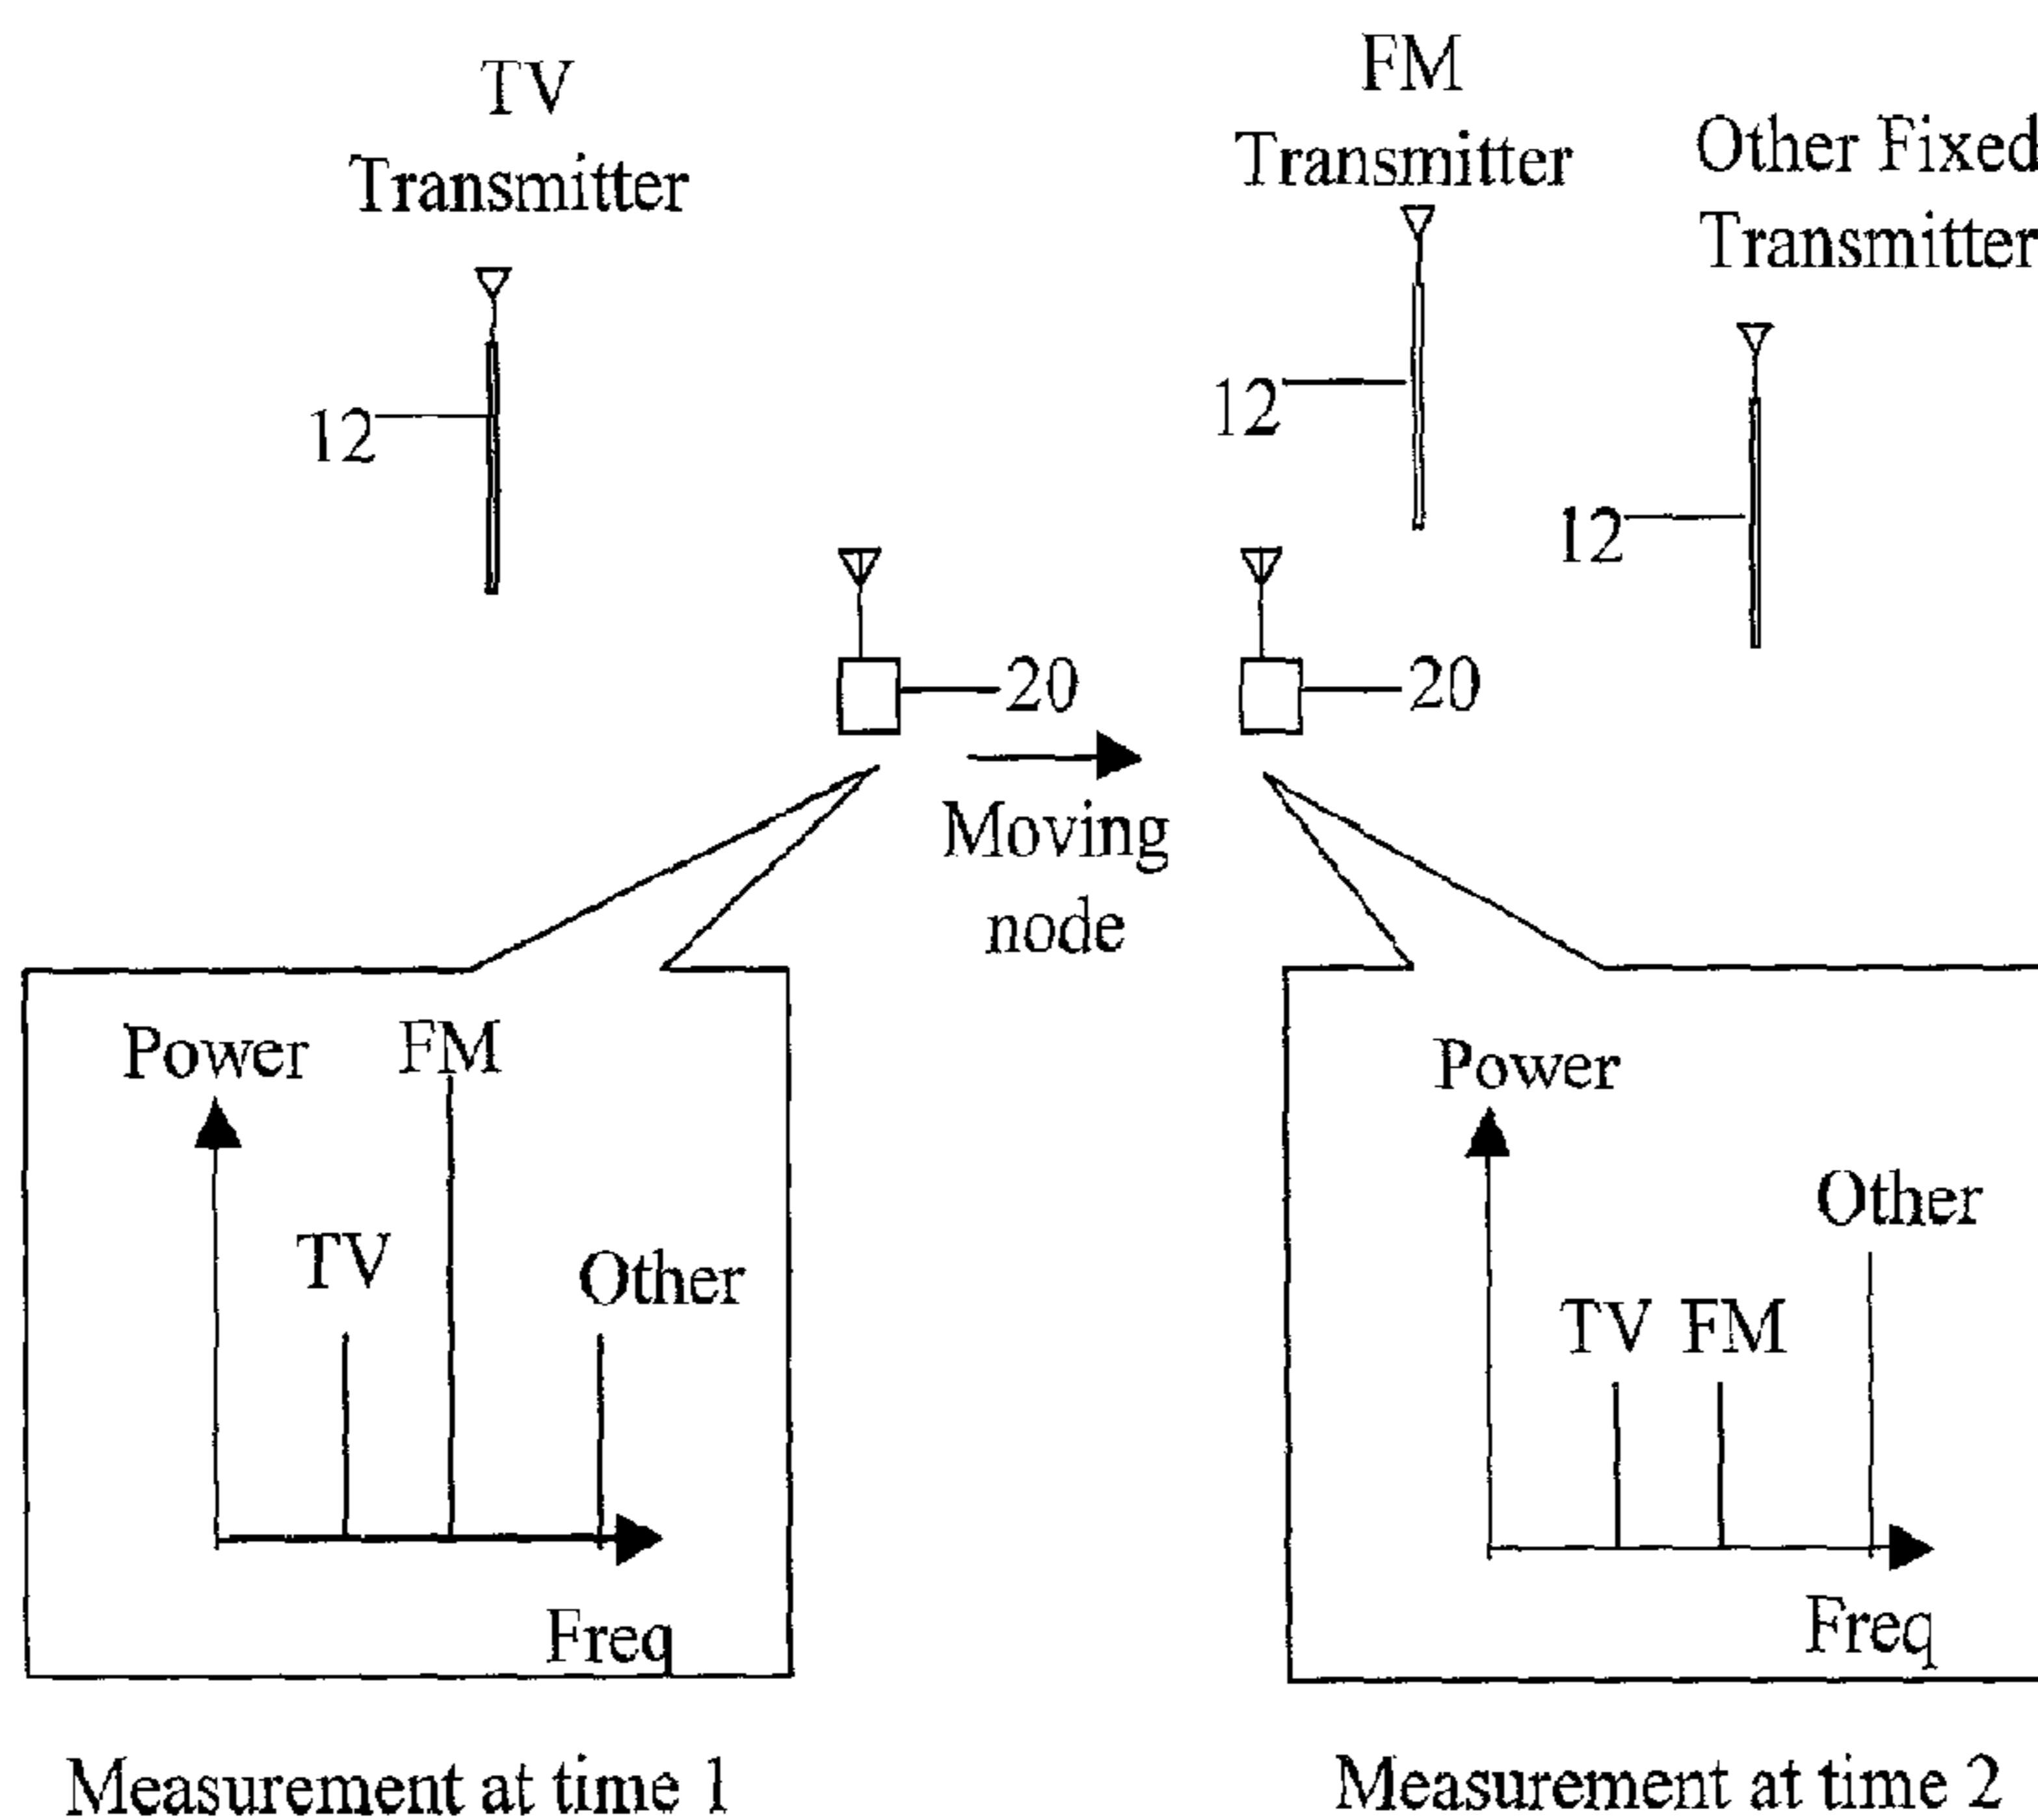 TV
Transmitter
FM
Transmitter
Other Fixed
Transmitter
12
12
12
20
20
Moving
node
Power
FM
TV
Other
Freq
Power
Other
TV FM
Freq
Measurement at time 1
Measurement at time 2